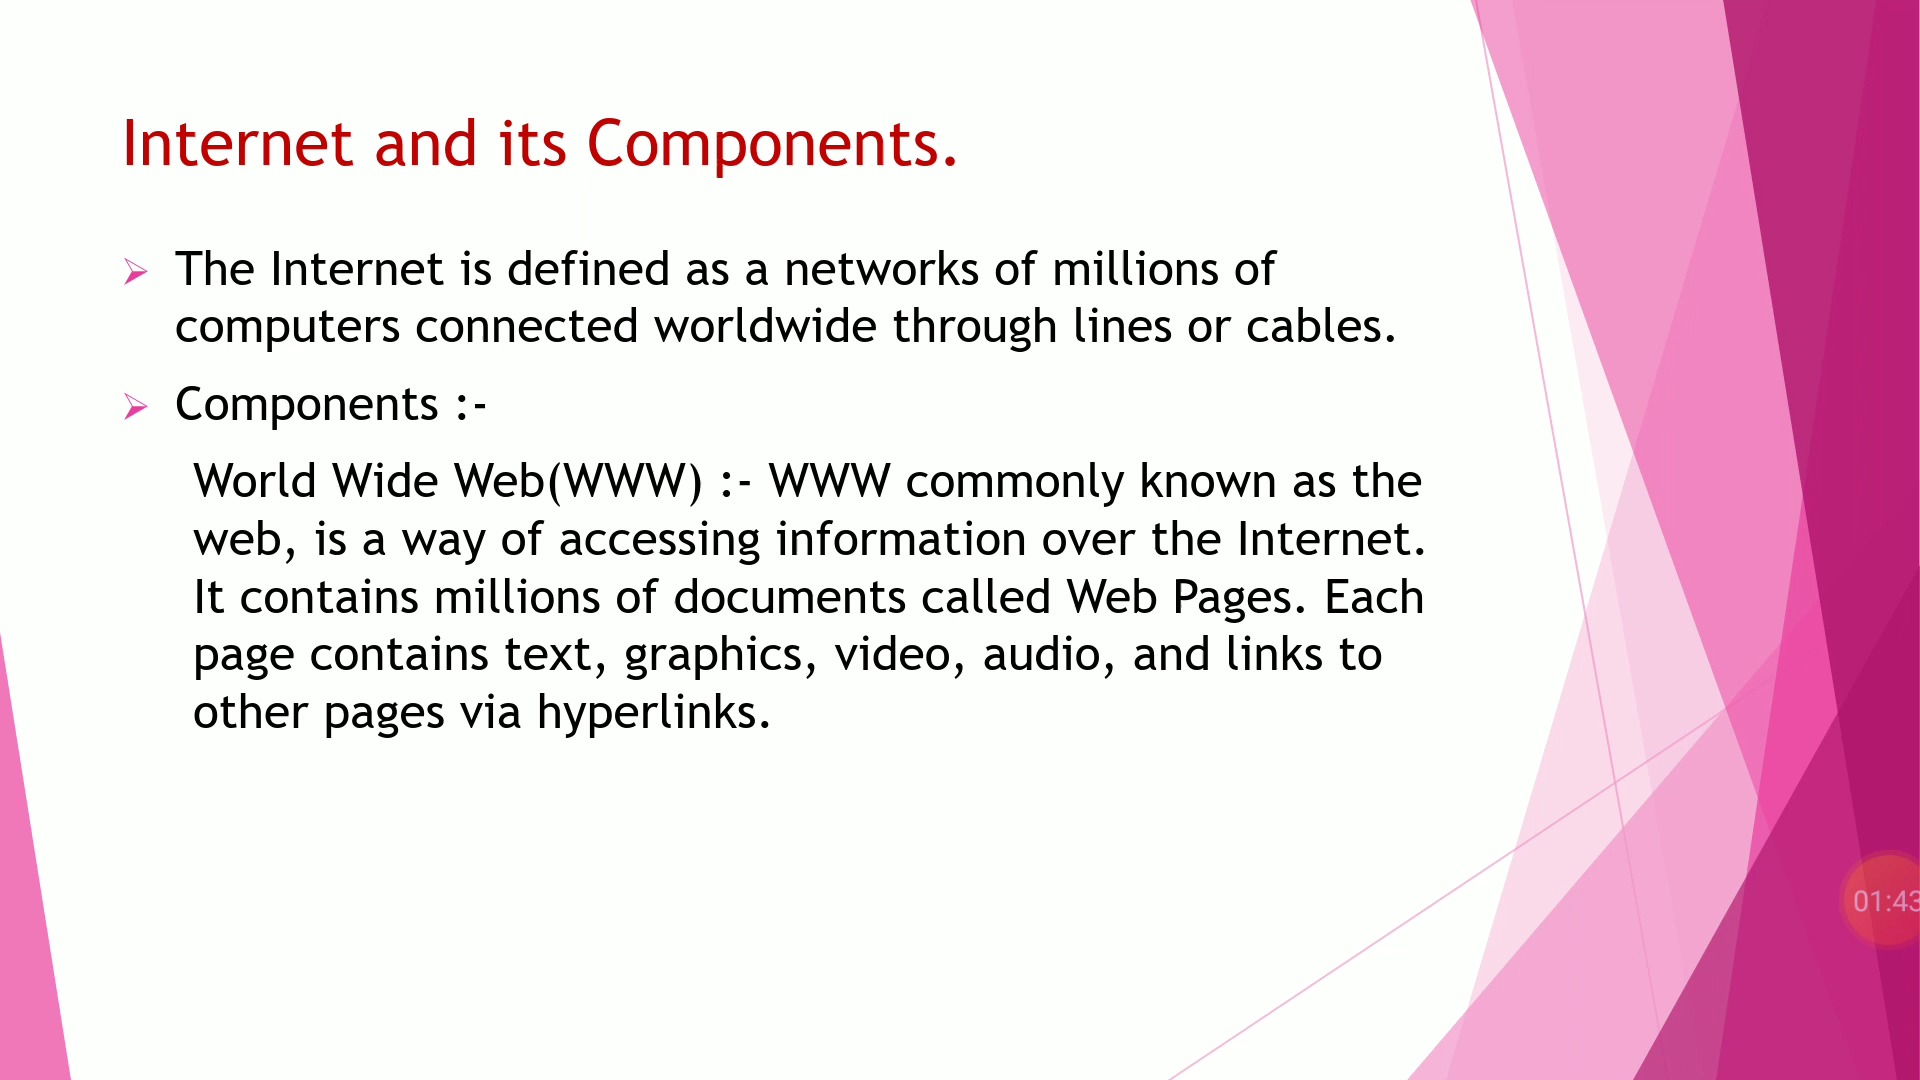 Internet and its Components.
The Internet is defined as a networks of millions of
computers connected worldwide through lines or cables.
Components :-
World Wide Web(WWW) :- WWW commonly known as the
web, is a way of accessing information over the Internet.
It contains millions of documents called Web Pages. Each
page contains text, graphics, video, audio, and links to
other pages via hyperlinks.
01:43